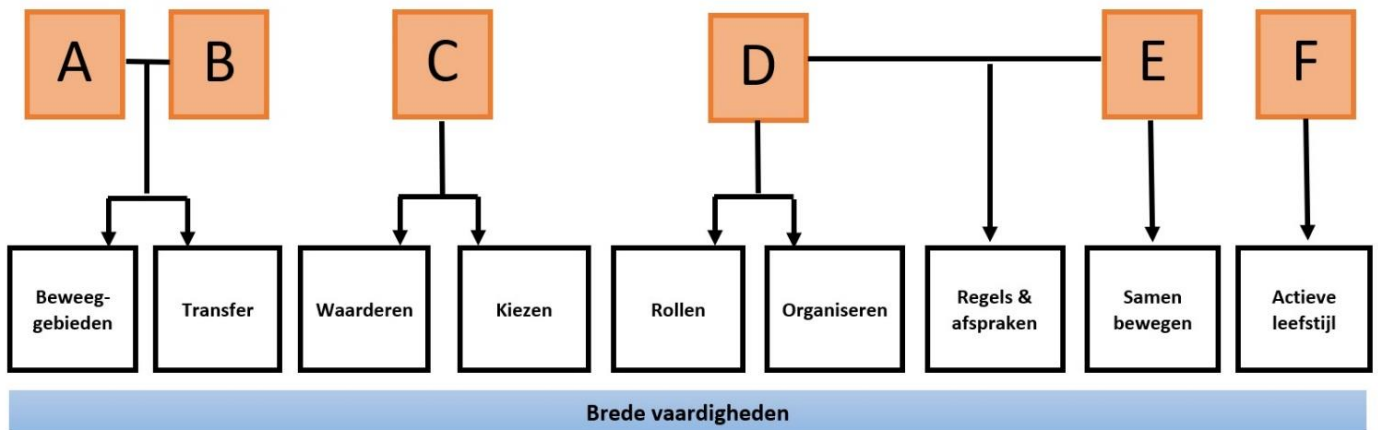 A
B
C
D
E
F
Beweeg-
gebieden
Transfer
Waarderen
Kiezen
Rollen
Organiseren
Regels &
afspraken
Samen
bewegen
Actieve
leefstijl
Brede vaardigheden